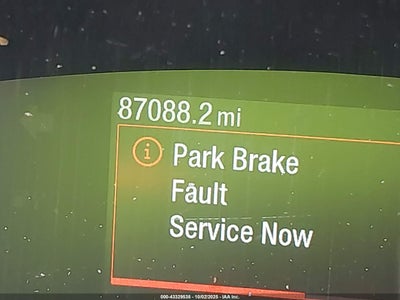 87088.2 mi
Park Brake
Fault
Service Now
000-43329538 - 10/02/2025 - IAA Inc.